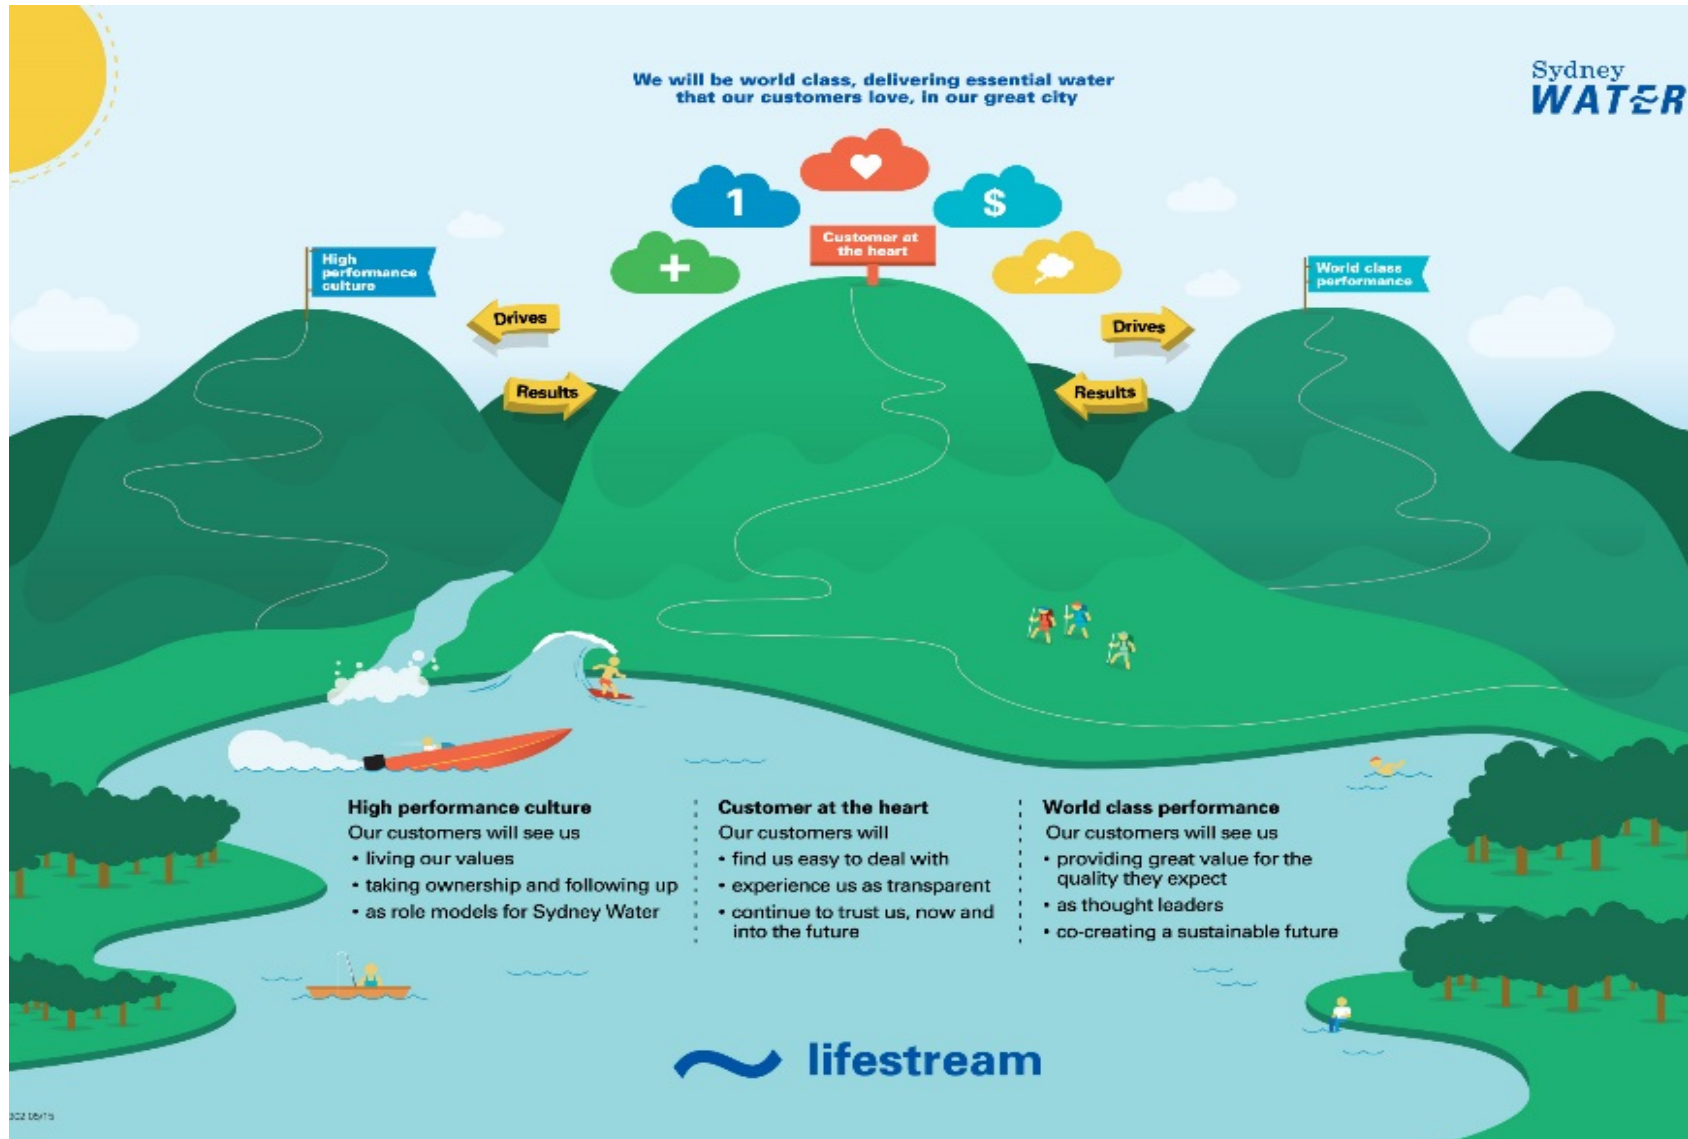 We will be world class, delivering essential water
that our customers love, in our great city
Sydney
WATER
1
$
+
Customer at
the heart
High
performance
culture
World class
performance
Drives
Drives
Results
Results
High performance culture
Our customers will see us
• living our values
• taking ownership and following up
• as role models for Sydney Water
Customer at the heart
Our customers will
• find us easy to deal with
• experience us as transparent
• continue to trust us, now and
into the future
World class performance
Our customers will see us
• providing great value for the
quality they expect
• as thought leaders
• co-creating a sustainable future
lifestream